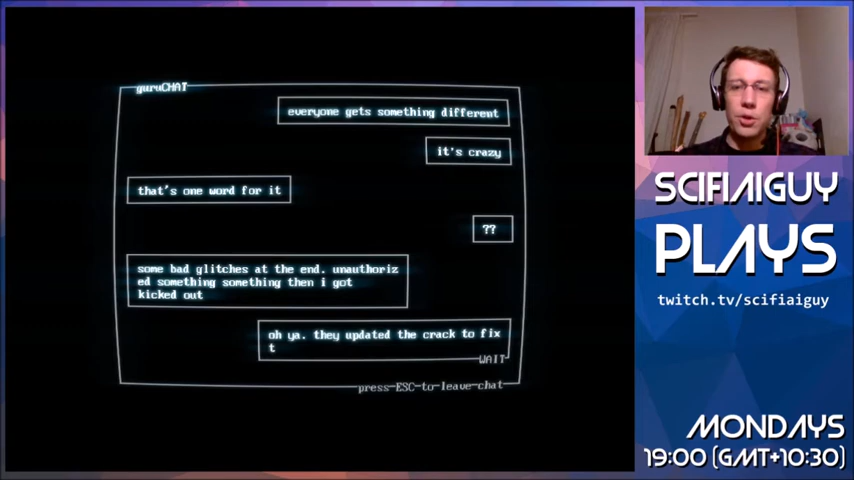 guruCHAT
everyone gets something different
it's crazy
that's one word for it
??
some bad glitches at the end. unauthoriz
ed something something then i got
kicked out
oh ya. they updated the crack to fix
t
WAIT
press ESC to leave chat
SCIFIAIGUY
PLAYS
twitch.tv/scifiaiguy
MONDAYS
19:00 (GMT+10:30)